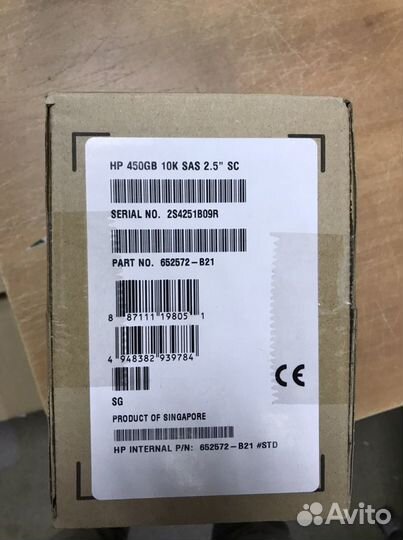 HP 450GB 10K SAS 2.5" SC
SERIAL NO. 2S4251B09R
PART NO. 652572-B21
8 87111 19805 1
4 948382 939784
CE
SG
PRODUCT OF SINGAPORE
HP INTERNAL P/N: 652572-B21 #STD
Avito